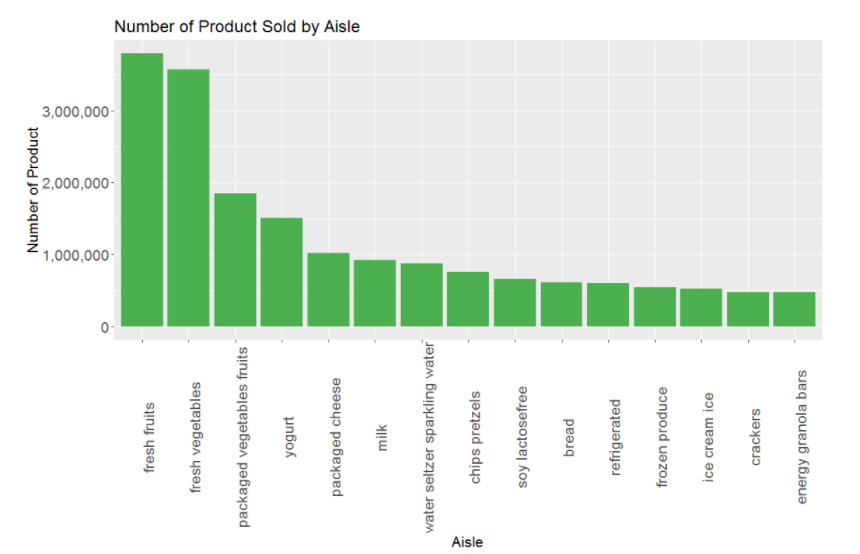 Number of Product Sold by Aisle
Number of Product
3,000,000
2,000,000
1,000,000
0
fresh fruits
fresh vegetables
packaged vegetables fruits
yogurt
packaged cheese
milk
water seltzer sparkling water
chips pretzels
soy lactosefree
bread
refrigerated
frozen produce
ice cream ice
crackers
energy granola bars
Aisle